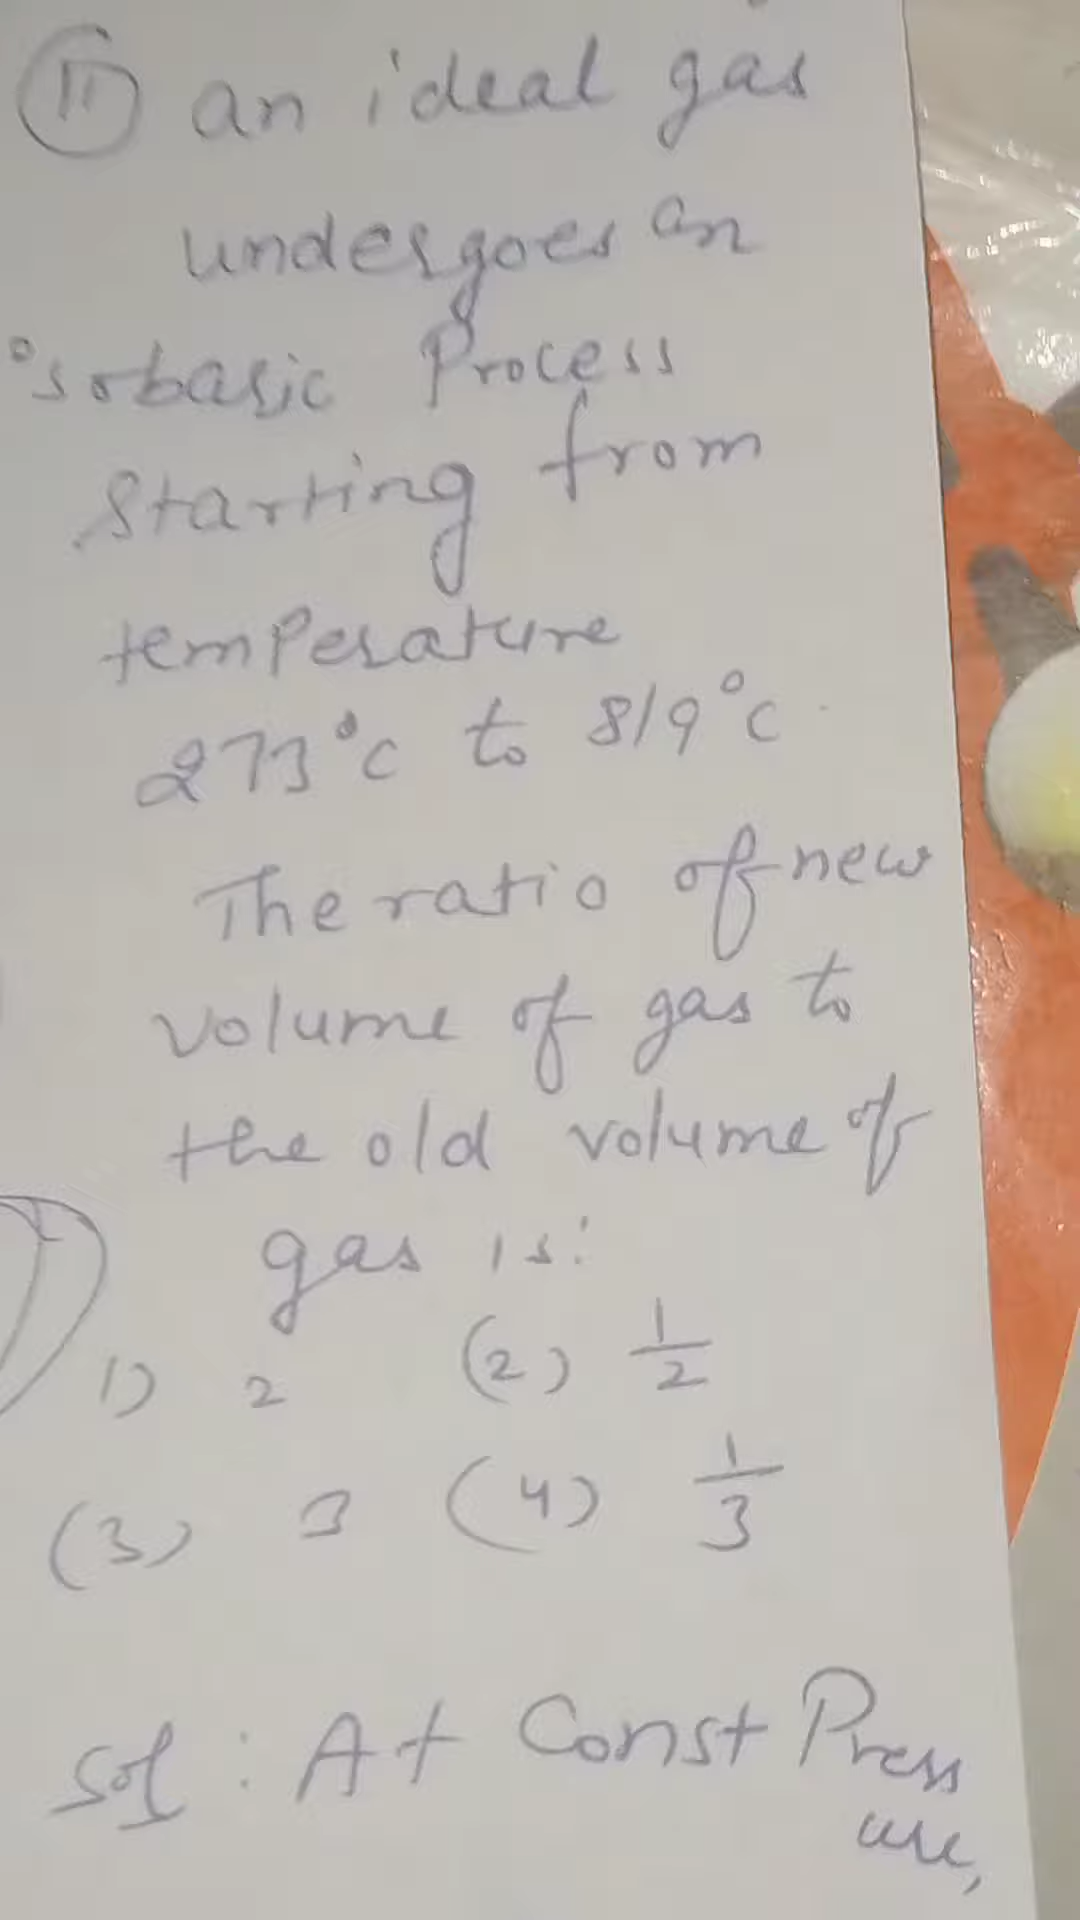 11 an ideal gas
undergoes an
isobaric Process
starting from
temperature
273°C to 819°C.
The ratio of new
volume of gas to
the old volume of
gas is:
1) 2 (2) 1/2
(3) 3 (4) 1/3
Sol: At Const Press
ure,